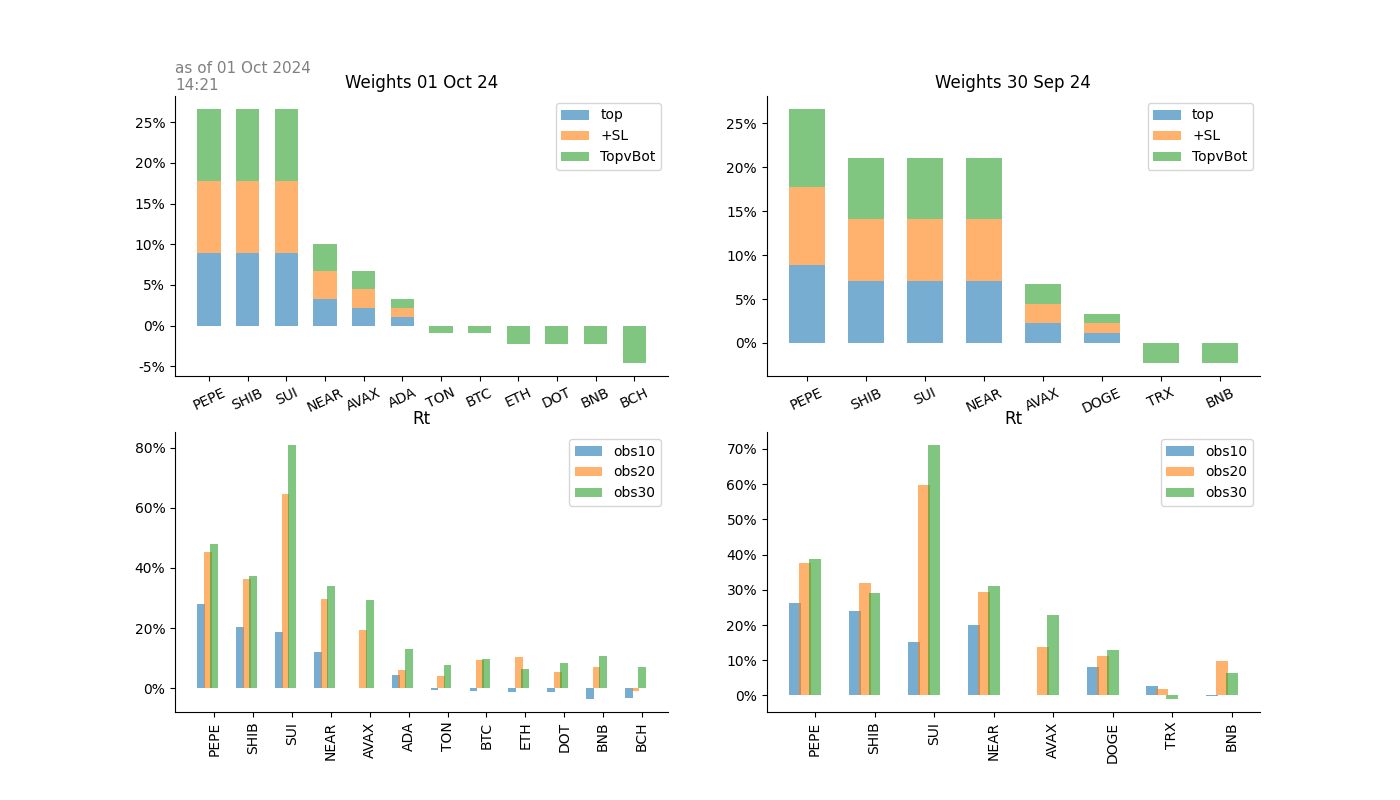 as of 01 Oct 2024
14:21
Weights 01 Oct 24
25%
20%
15%
10%
5%
0%
-5%
top
+SL
TopvBot
PEPE SHIB SUI NEAR AVAX ADA TON BTC ETH DOT BNB BCH
Weights 30 Sep 24
25%
20%
15%
10%
5%
0%
top
+SL
TopvBot
PEPE SHIB SUI NEAR AVAX DOGE TRX BNB
Rt
80%
60%
40%
20%
0%
obs10
obs20
obs30
PEPE SHIB SUI NEAR AVAX ADA TON BTC ETH DOT BNB BCH
Rt
70%
60%
50%
40%
30%
20%
10%
0%
obs10
obs20
obs30
PEPE SHIB SUI NEAR AVAX DOGE TRX BNB